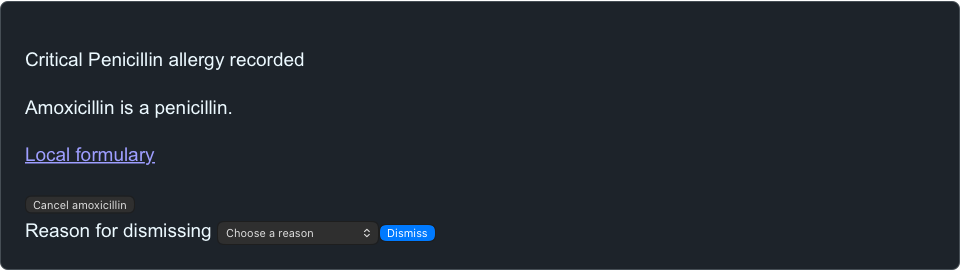 Critical Penicillin allergy recorded
Amoxicillin is a penicillin.
Local formulary
Cancel amoxicillin
Reason for dismissing Choose a reason Dismiss